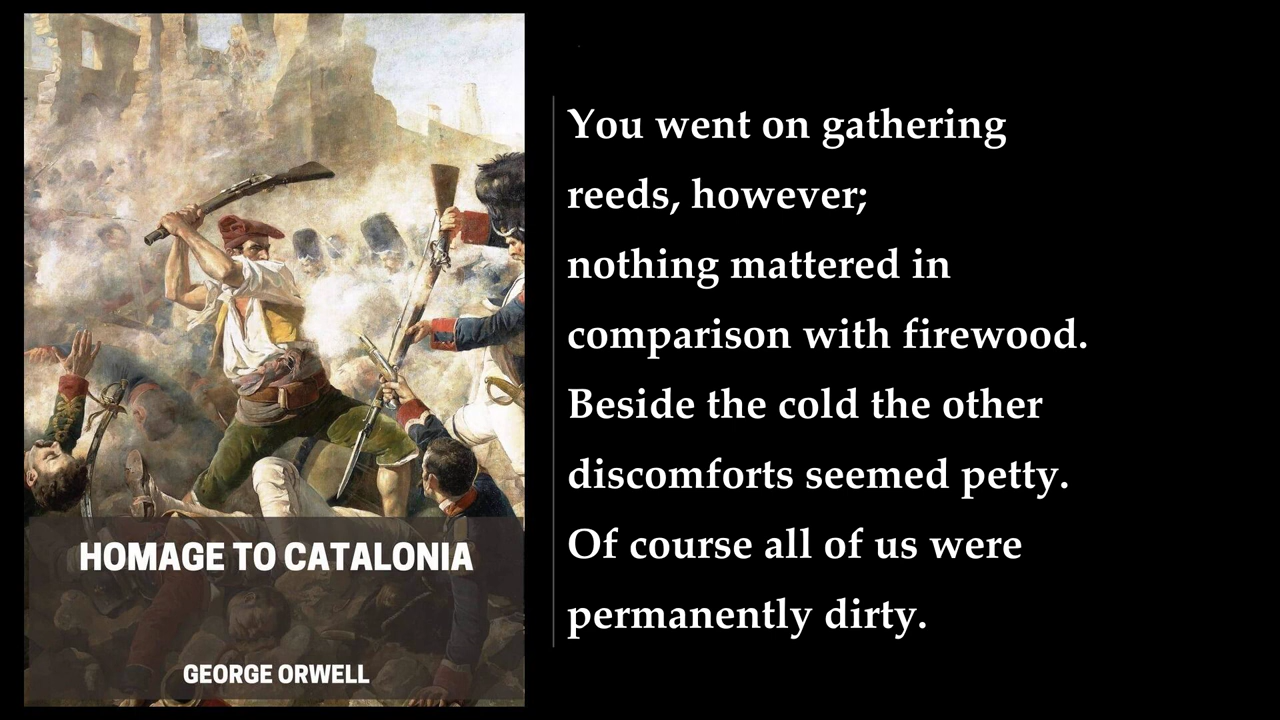 HOMAGE TO CATALONIA
GEORGE ORWELL
You went on gathering
reeds, however;
nothing mattered in
comparison with firewood.
Beside the cold the other
discomforts seemed petty.
Of course all of us were
permanently dirty.